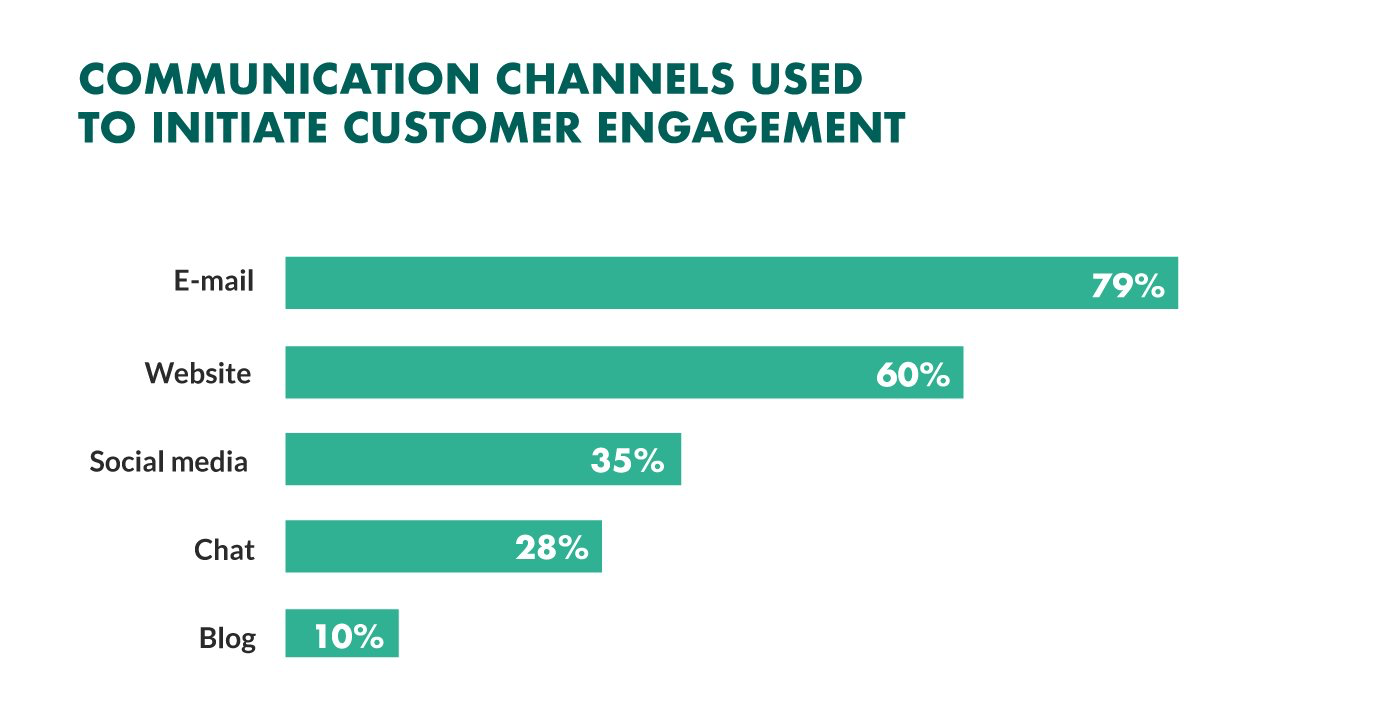 COMMUNICATION CHANNELS USED
TO INITIATE CUSTOMER ENGAGEMENT
E-mail 79%
Website 60%
Social media 35%
Chat 28%
Blog 10%